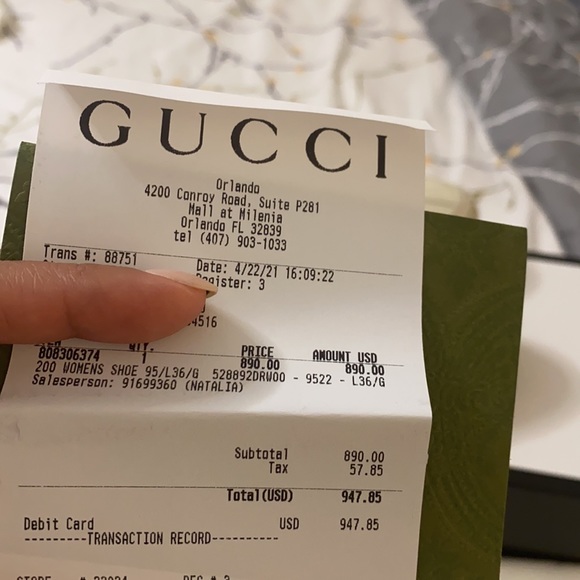 GUCCI
Orlando
4200 Conroy Road, Suite P281
Mall at Milenia
Orlando FL 32839
tel (407) 903-1033
Trans #: 88751 Date: 4/22/21 16:09:22
Register: 3
4516
QTY. PRICE AMOUNT USD
808306374 1 890.00 890.00
200 WOMENS SHOE 95/L36/G 528892DRW00 - 9522 - L36/G
Salesperson: 91699360 (NATALIA)
Subtotal 890.00
Tax 57.85
Total(USD) 947.85
Debit Card USD 947.85
---------TRANSACTION RECORD----------